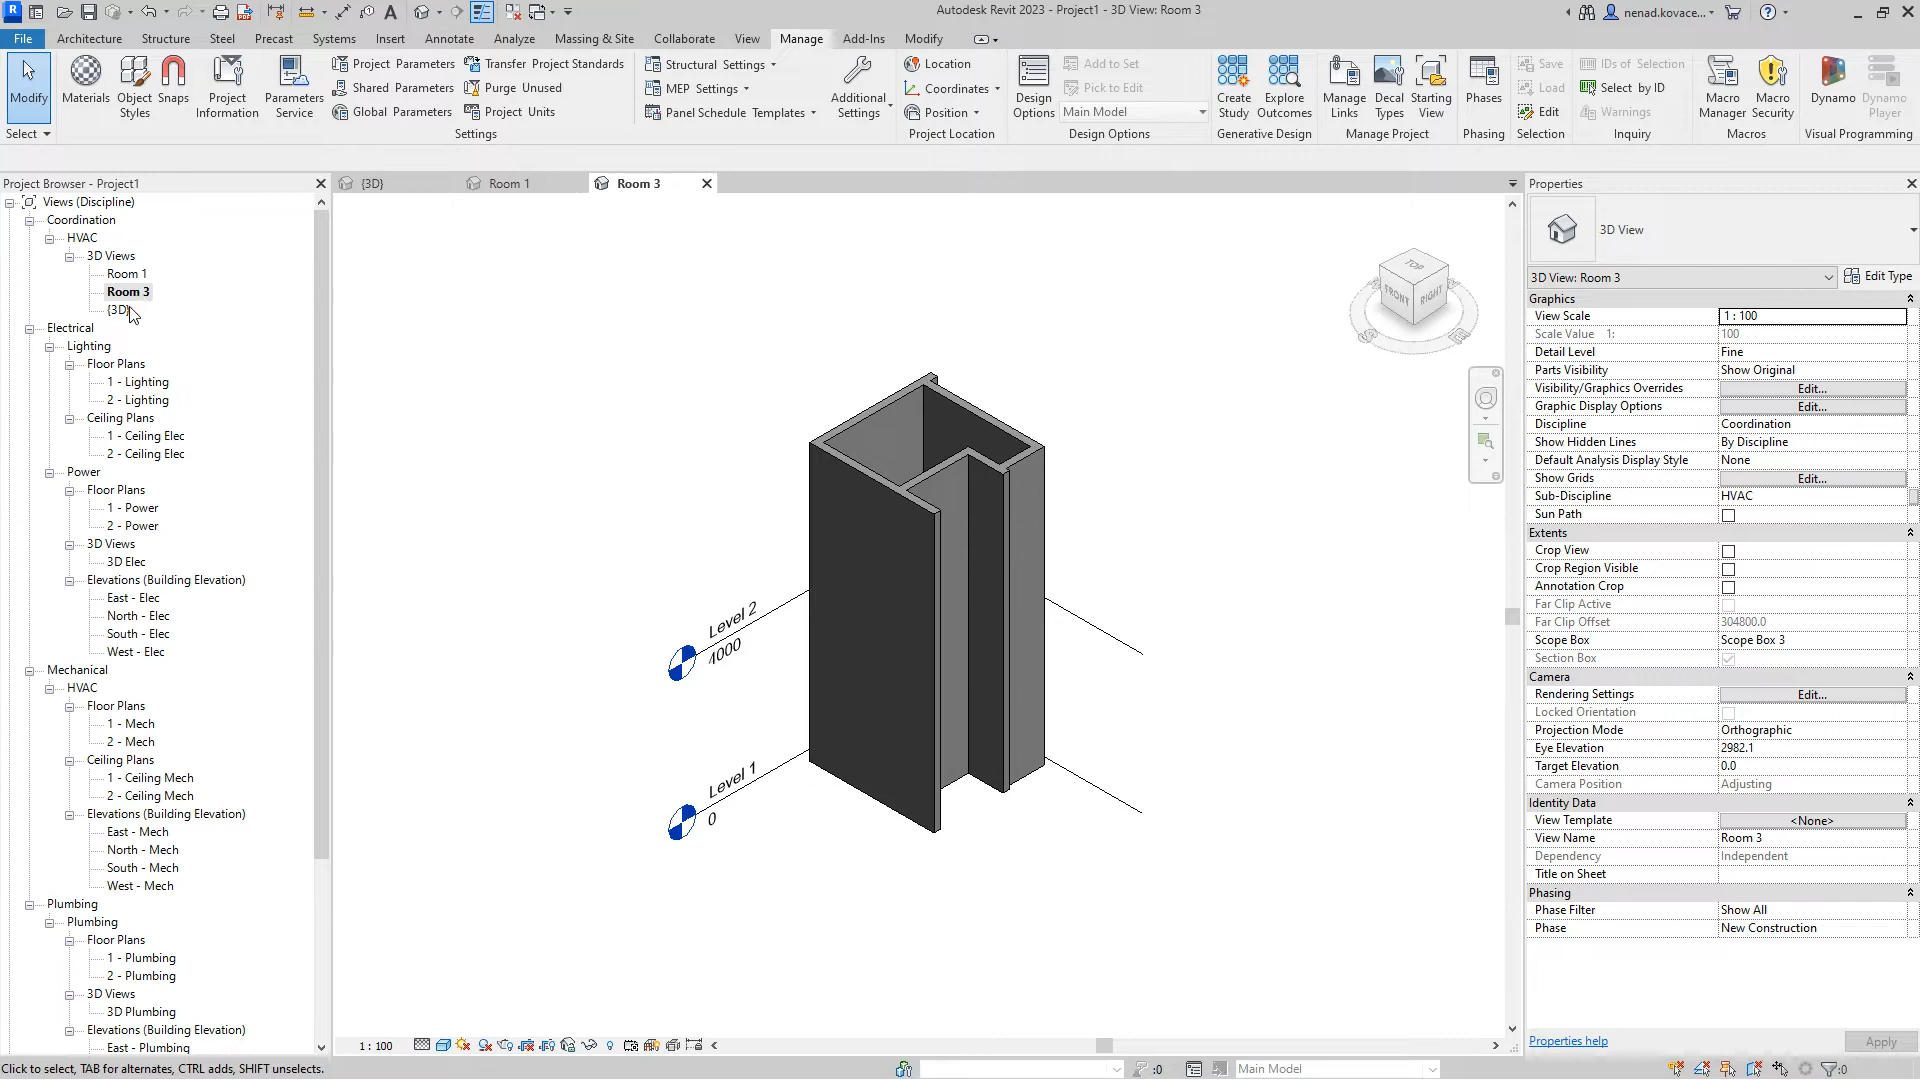 Autodesk Revit 2023 - Project1 - 3D View: Room 3
nenad.kovace...
File Architecture Structure Steel Precast Systems Insert Annotate Analyze Massing & Site Collaborate View Manage Add-Ins Modify
Modify
Materials
Object Styles
Snaps
Project Information
Parameters Service
Project Parameters
Shared Parameters
Global Parameters
Transfer Project Standards
Purge Unused
Project Units
Structural Settings
MEP Settings
Panel Schedule Templates
Additional Settings
Location
Coordinates
Position
Design Options
Add to Set
Pick to Edit
Main Model
Create Study
Explore Outcomes
Manage Links
Decal Types
Starting View
Phases
Save
Load
Edit
IDs of Selection
Select by ID
Warnings
Macro Manager
Macro Security
Dynamo
Dynamo Player
Select Settings Project Location Design Options Generative Design Manage Project Phasing Selection Inquiry Macros Visual Programming
Project Browser - Project1
Views (Discipline)
Coordination
HVAC
3D Views
Room 1
Room 3
{3D}
Electrical
Lighting
Floor Plans
1 - Lighting
2 - Lighting
Ceiling Plans
1 - Ceiling Elec
2 - Ceiling Elec
Power
Floor Plans
1 - Power
2 - Power
3D Views
3D Elec
Elevations (Building Elevation)
East - Elec
North - Elec
South - Elec
West - Elec
Mechanical
HVAC
Floor Plans
1 - Mech
2 - Mech
Ceiling Plans
1 - Ceiling Mech
2 - Ceiling Mech
Elevations (Building Elevation)
East - Mech
North - Mech
South - Mech
West - Mech
Plumbing
Plumbing
Floor Plans
1 - Plumbing
2 - Plumbing
3D Views
3D Plumbing
Elevations (Building Elevation)
East - Plumbing
{3D} Room 1 Room 3
TOP
FRONT
RIGHT
Level 2
4000
Level 1
0
1 : 100
Properties
3D View
3D View: Room 3 Edit Type
Graphics
View Scale 1 : 100
Scale Value 1: 100
Detail Level Fine
Parts Visibility Show Original
Visibility/Graphics Overrides Edit...
Graphic Display Options Edit...
Discipline Coordination
Show Hidden Lines By Discipline
Default Analysis Display Style None
Show Grids Edit...
Sub-Discipline HVAC
Sun Path
Extents
Crop View
Crop Region Visible
Annotation Crop
Far Clip Active
Far Clip Offset 304800.0
Scope Box Scope Box 3
Section Box
Camera
Rendering Settings Edit...
Locked Orientation
Projection Mode Orthographic
Eye Elevation 2982.1
Target Elevation 0.0
Camera Position Adjusting
Identity Data
View Template <None>
View Name Room 3
Dependency Independent
Title on Sheet
Phasing
Phase Filter Show All
Phase New Construction
Properties help Apply
Click to select, TAB for alternates, CTRL adds, SHIFT unselects. :0 Main Model :0